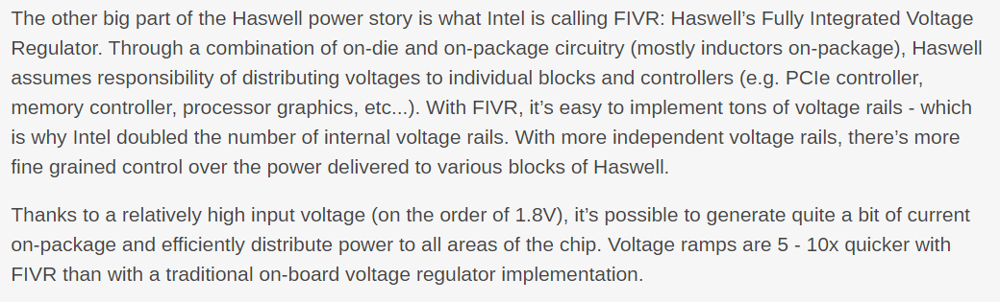 The other big part of the Haswell power story is what Intel is calling FIVR: Haswell's Fully Integrated Voltage
Regulator. Through a combination of on-die and on-package circuitry (mostly inductors on-package), Haswell
assumes responsibility of distributing voltages to individual blocks and controllers (e.g. PCIe controller,
memory controller, processor graphics, etc...). With FIVR, it's easy to implement tons of voltage rails - which
is why Intel doubled the number of internal voltage rails. With more independent voltage rails, there's more
fine grained control over the power delivered to various blocks of Haswell.
Thanks to a relatively high input voltage (on the order of 1.8V), it's possible to generate quite a bit of current
on-package and efficiently distribute power to all areas of the chip. Voltage ramps are 5 - 10x quicker with
FIVR than with a traditional on-board voltage regulator implementation.